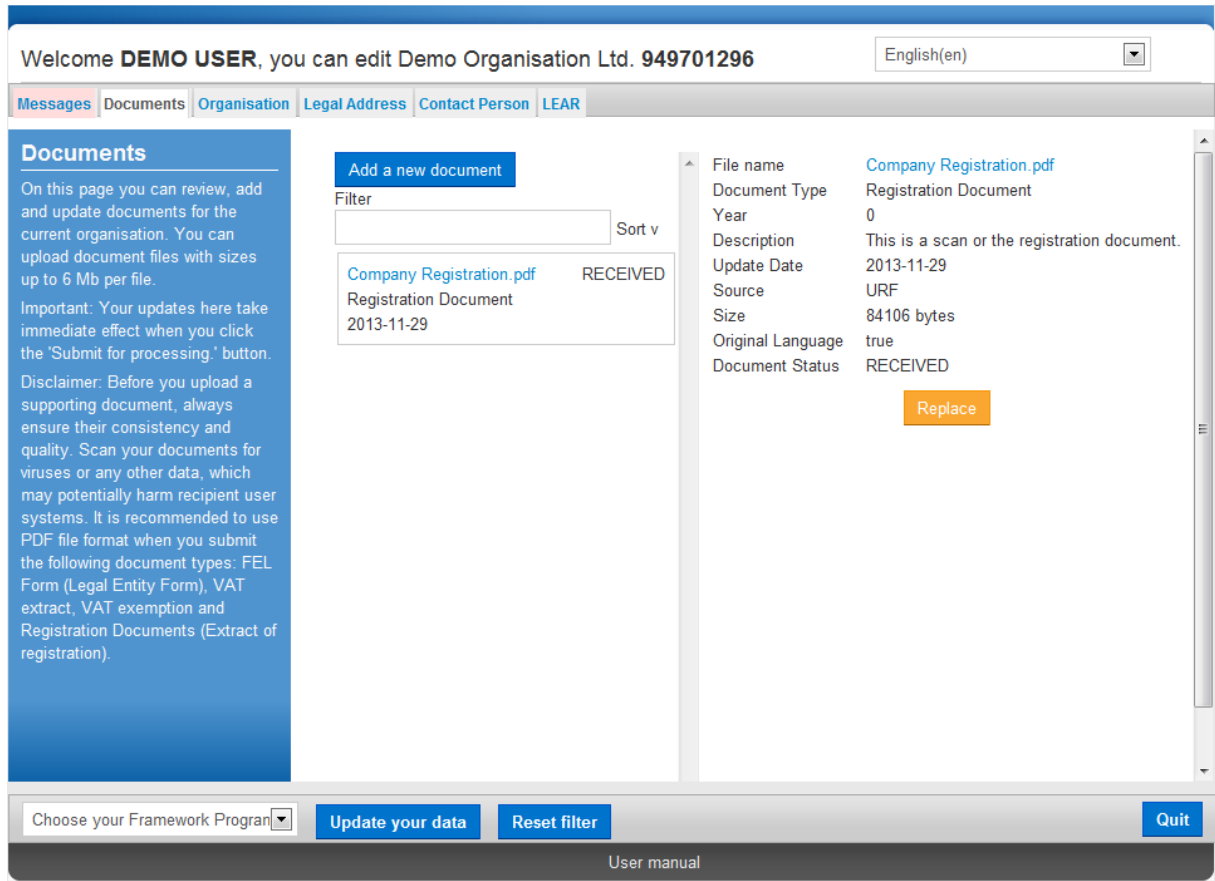 Welcome DEMO USER, you can edit Demo Organisation Ltd. 949701296
English(en)
Messages Documents Organisation Legal Address Contact Person LEAR
Documents
On this page you can review, add
and update documents for the
current organisation. You can
upload document files with sizes
up to 6 Mb per file.
Important: Your updates here take
immediate effect when you click
the 'Submit for processing.' button.
Disclaimer: Before you upload a
supporting document, always
ensure their consistency and
quality. Scan your documents for
viruses or any other data, which
may potentially harm recipient user
systems. It is recommended to use
PDF file format when you submit
the following document types: FEL
Form (Legal Entity Form), VAT
extract, VAT exemption and
Registration Documents (Extract of
registration).
Add a new document
Filter
Sort v
Company Registration.pdf RECEIVED
Registration Document
2013-11-29
File name Company Registration.pdf
Document Type Registration Document
Year 0
Description This is a scan or the registration document.
Update Date 2013-11-29
Source URF
Size 84106 bytes
Original Language true
Document Status RECEIVED
Replace
Choose your Framework Progran
Update your data
Reset filter
Quit
User manual